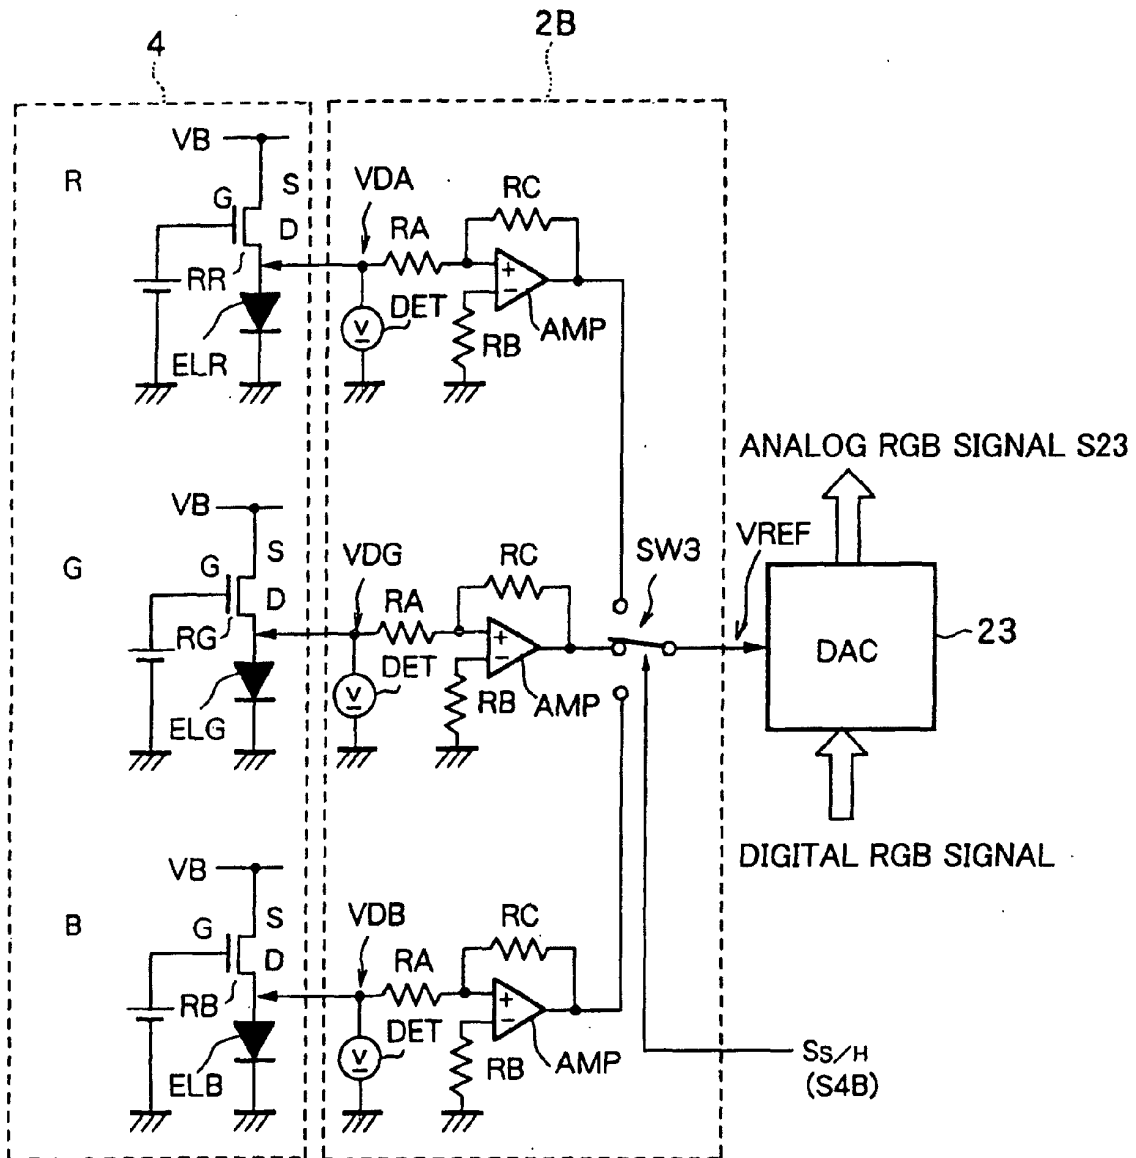 4
2B
VB
R
G
S
D
RR
ELR
VDA
RA
RC
+
−
DET
RB
AMP
ANALOG RGB SIGNAL S23
VB
G
G
S
D
RG
ELG
VDG
RA
RC
+
−
DET
RB
AMP
SW3
VREF
DAC
23
DIGITAL RGB SIGNAL
VB
B
G
S
D
RB
ELB
VDB
RA
RC
+
−
DET
RB
AMP
SS/H
(S4B)
V
V
V